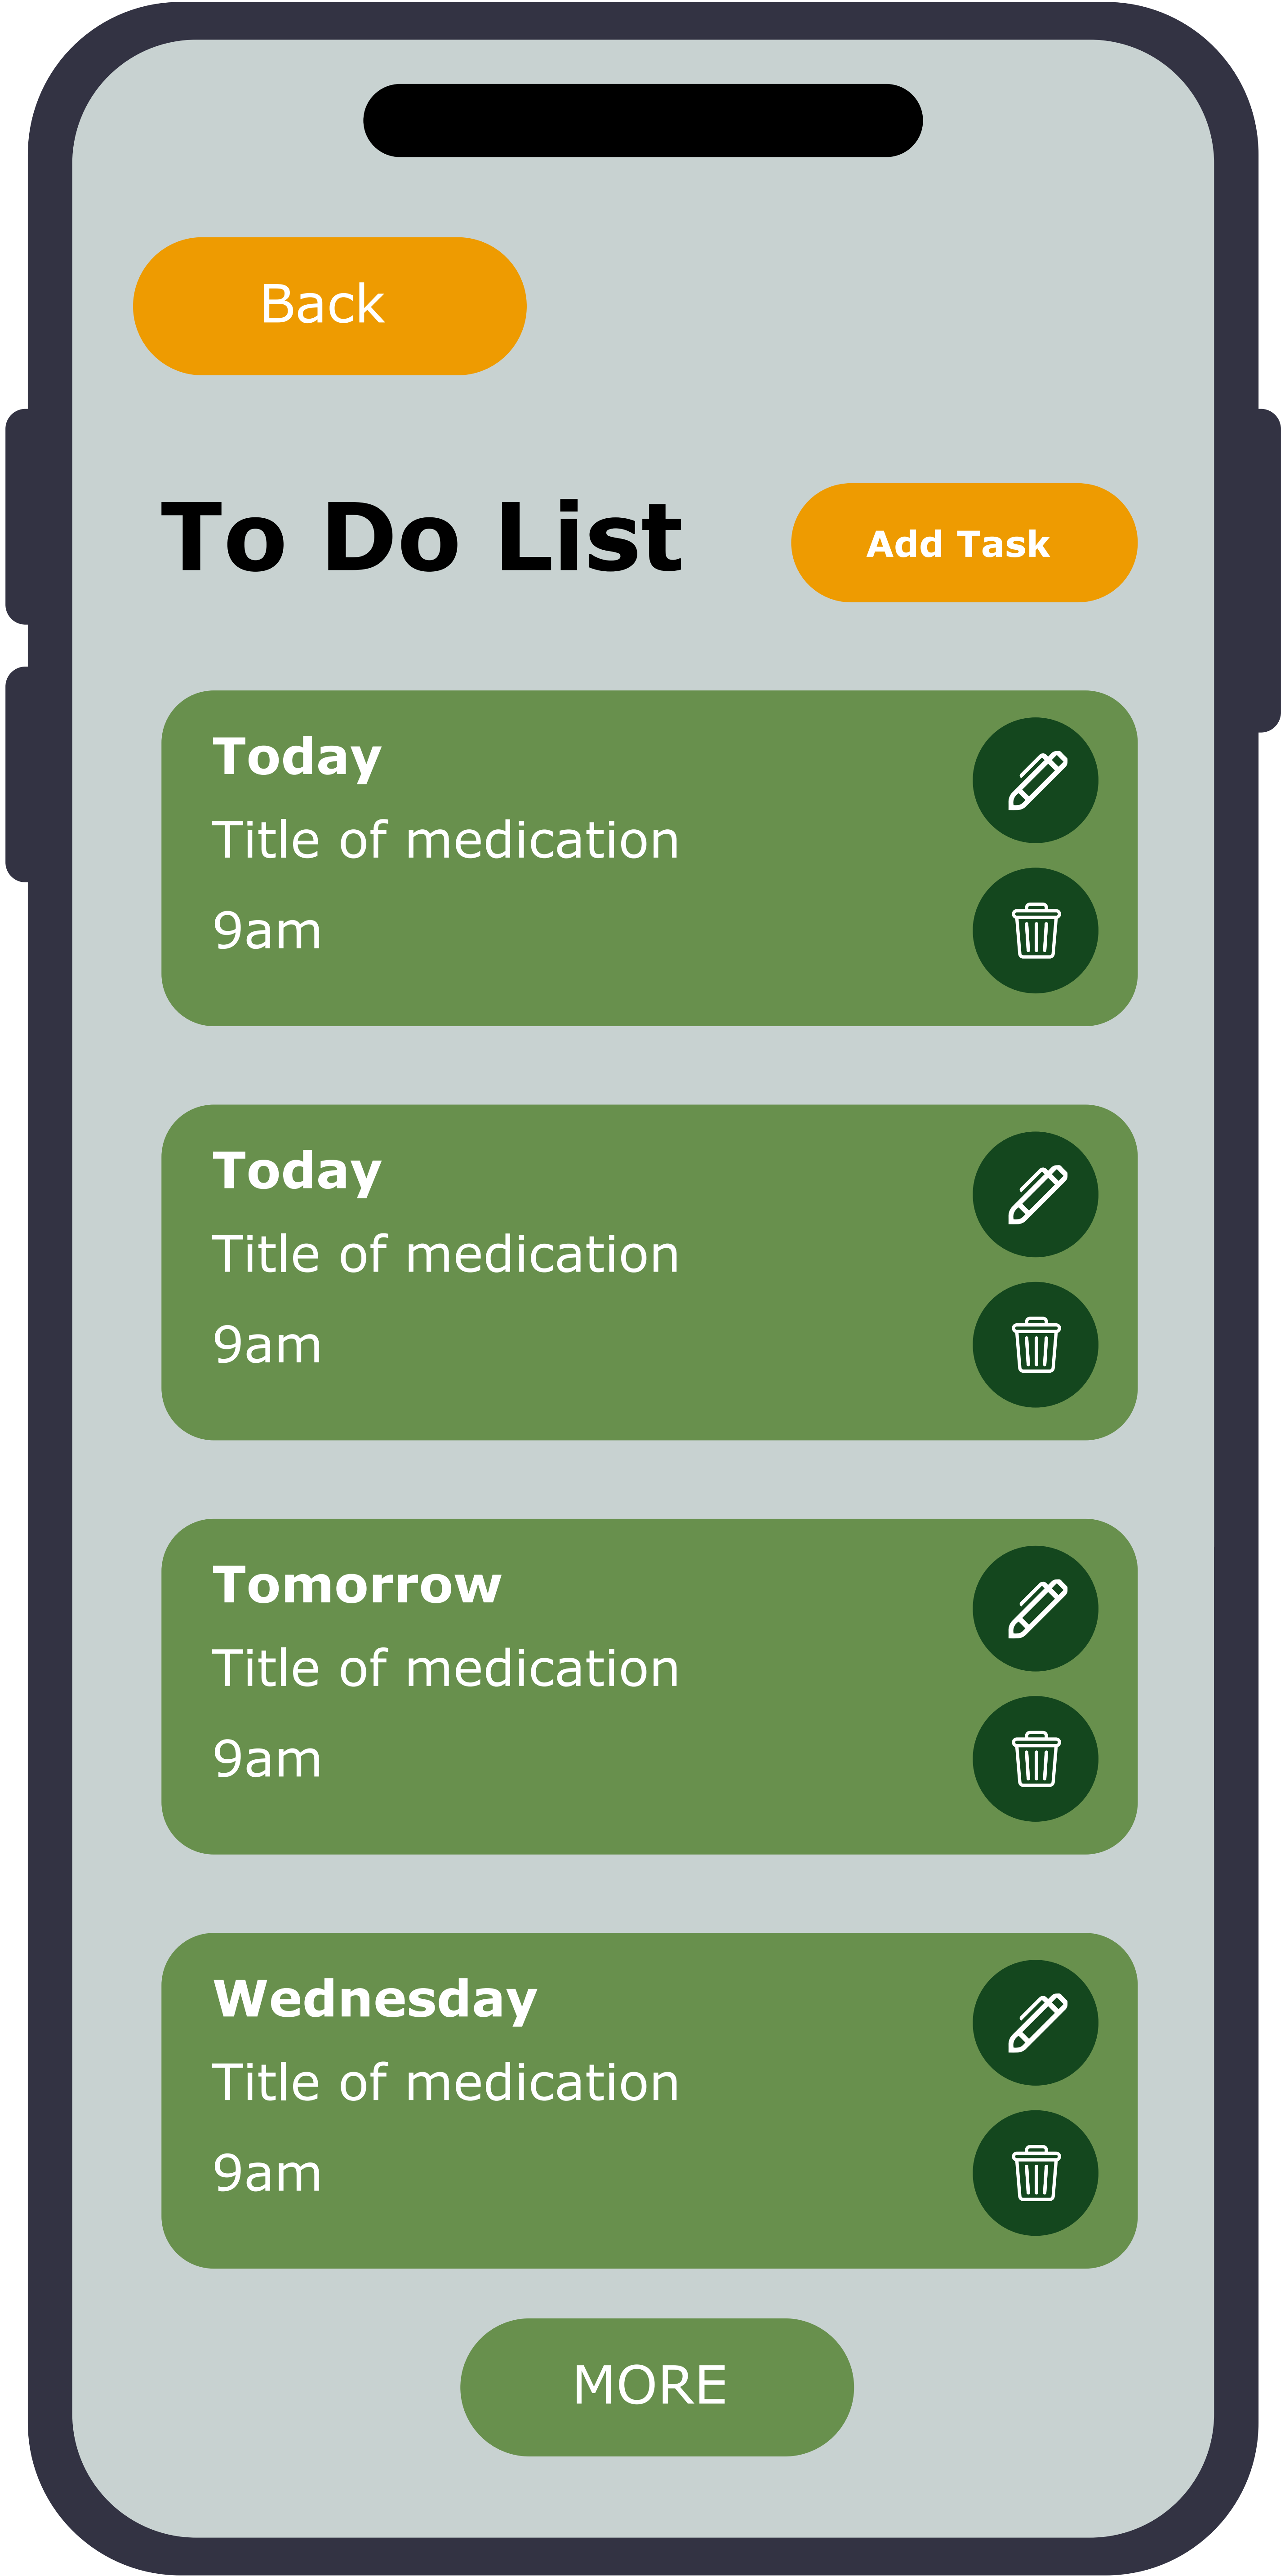 Back
To Do List
Add Task
Today
Title of medication
9am
Today
Title of medication
9am
Tomorrow
Title of medication
9am
Wednesday
Title of medication
9am
MORE